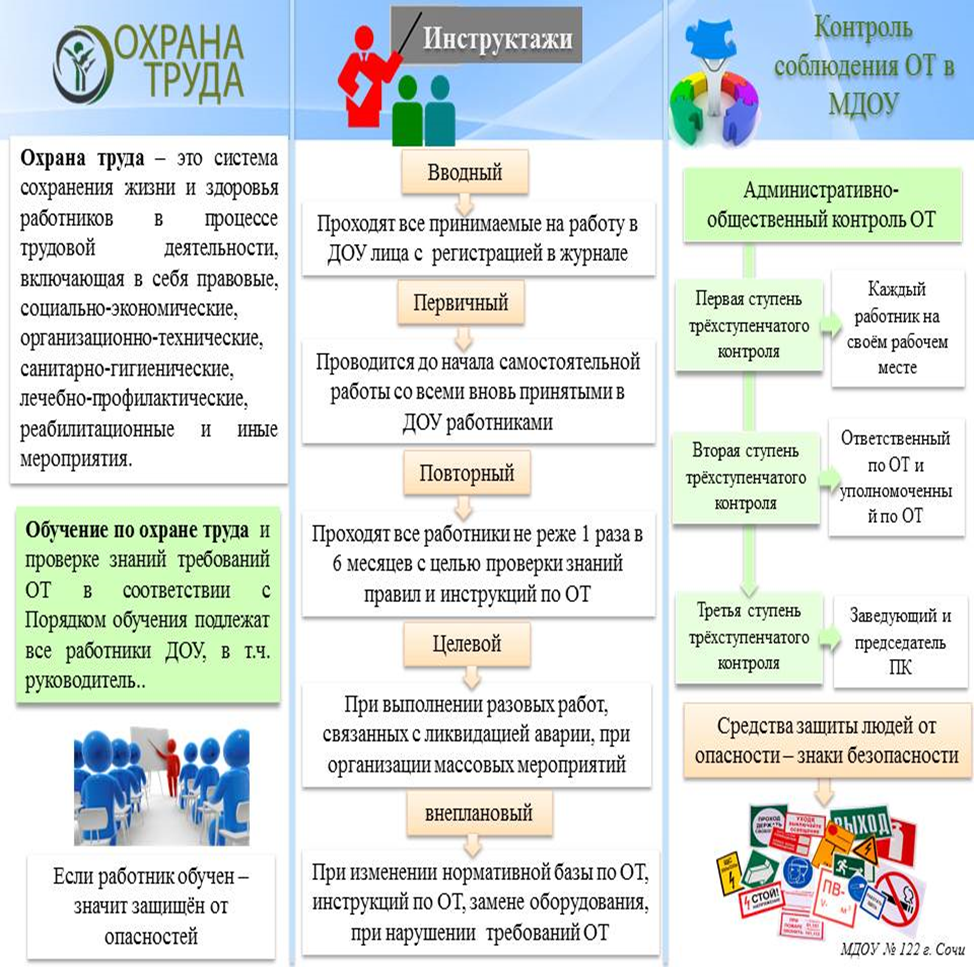 ОХРАНА
ТРУДА
Охрана труда – это система
сохранения жизни и здоровья
работников в процессе
трудовой деятельности,
включающая в себя правовые,
социально-экономические,
организационно-технические,
санитарно-гигиенические,
лечебно-профилактические,
реабилитационные и иные
мероприятия.
Обучение по охране труда и
проверке знаний требований
ОТ в соответствии с
Порядком обучения подлежат
все работники ДОУ, в т.ч.
руководитель..
Если работник обучен –
значит защищён от
опасностей
Инструктажи
Вводный
Проходят все принимаемые на работу в
ДОУ лица с регистрацией в журнале
Первичный
Проводится до начала самостоятельной
работы со всеми вновь принятыми в
ДОУ работниками
Повторный
Проходят все работники не реже 1 раза в
6 месяцев с целью проверки знаний
правил и инструкций по ОТ
Целевой
При выполнении разовых работ,
связанных с ликвидацией аварии, при
организации массовых мероприятий
внеплановый
При изменении нормативной базы по ОТ,
инструкций по ОТ, замене оборудования,
при нарушении требований ОТ
Контроль
соблюдения ОТ в
МДОУ
Административно-
общественный контроль ОТ
Первая ступень
трёхступенчатого
контроля
Каждый
работник на
своём рабочем
месте
Вторая ступень
трёхступенчатого
контроля
Ответственный
по ОТ и
уполномоченны
й по ОТ
Третья ступень
трёхступенчатого
контроля
Заведующий и
председатель
ПК
Средства защиты людей от
опасности – знаки безопасности
ВЫХОД
СТОЙ!
НАПРЯЖЕНИЕ
ПВ-
МДОУ № 122 г. Сочи